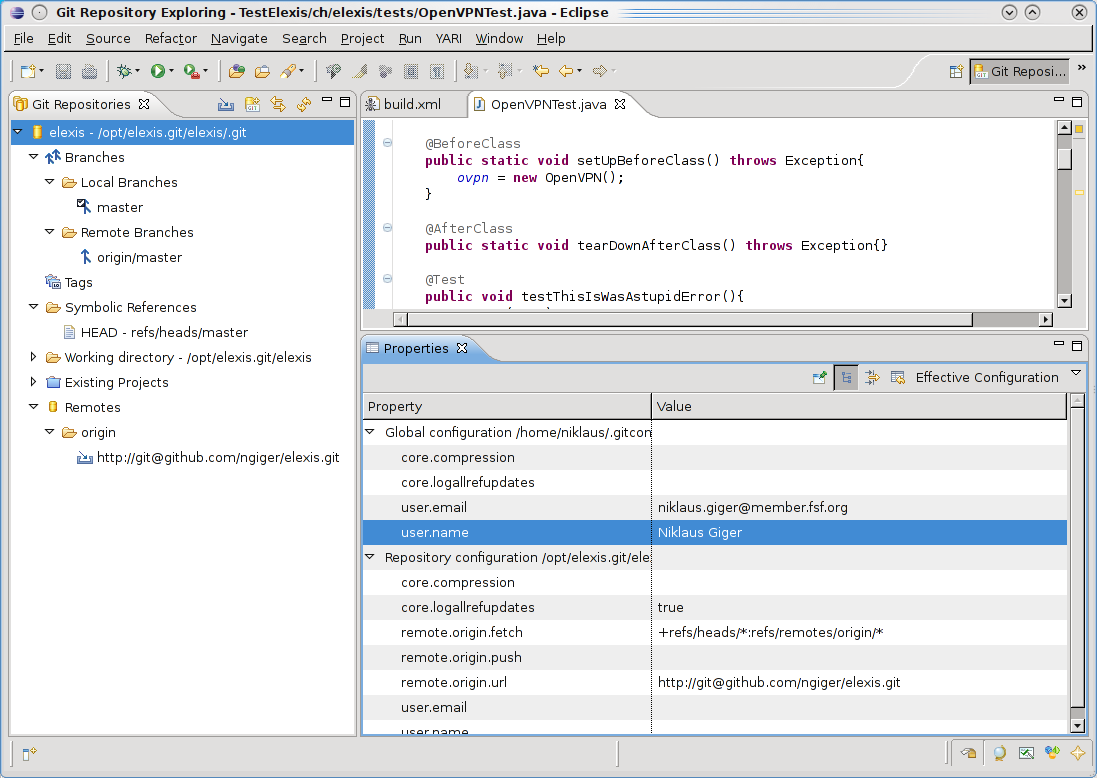 Git Repository Exploring - TestElexis/ch/elexis/tests/OpenVPNTest.java - Eclipse
File Edit Source Refactor Navigate Search Project Run YARI Window Help
Git Reposi... »
Git Repositories
elexis - /opt/elexis.git/elexis/.git
Branches
Local Branches
master
Remote Branches
origin/master
Tags
Symbolic References
HEAD - refs/heads/master
Working directory - /opt/elexis.git/elexis
Existing Projects
Remotes
origin
http://git@github.com/ngiger/elexis.git
build.xml OpenVPNTest.java
@BeforeClass
public static void setUpBeforeClass() throws Exception{
ovpn = new OpenVPN();
}
@AfterClass
public static void tearDownAfterClass() throws Exception{}
@Test
public void testThisIsWasAstupidError(){
Properties
Effective Configuration
Property Value
Global configuration /home/niklaus/.gitcon
core.compression
core.logallrefupdates
user.email niklaus.giger@member.fsf.org
user.name Niklaus Giger
Repository configuration /opt/elexis.git/ele
core.compression
core.logallrefupdates true
remote.origin.fetch +refs/heads/*:refs/remotes/origin/*
remote.origin.push
remote.origin.url http://git@github.com/ngiger/elexis.git
user.email
user.name